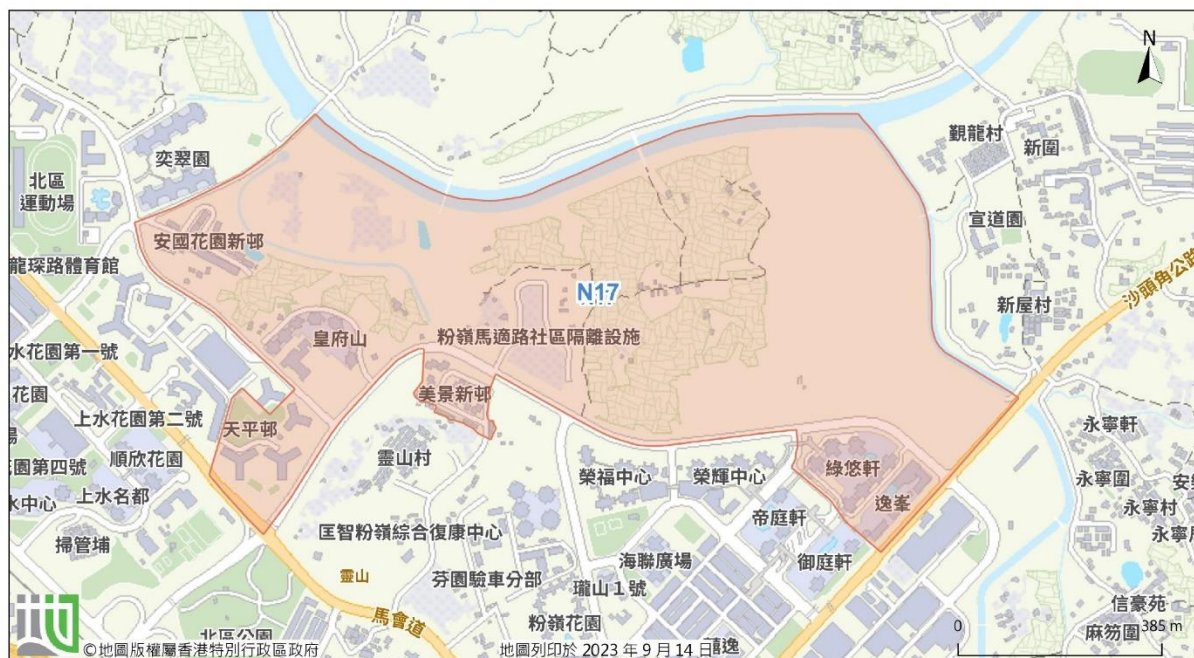 N
覲龍村
新圍
奕翠園
北區
運動場
宣道園
安國花園新邨
沙頭角公路
龍琛路體育館
N17
新屋村
皇府山
粉嶺馬適路社區隔離設施
水花園第一號
美景新邨
花園
上水花園第二號
天平邨
永寧軒
順欣花園
靈山村
榮福中心
榮輝中心
綠悠軒
永寧圍
園第四號
上水名都
逸峯
永寧村
水中心
帝庭軒
匡智粉嶺綜合復康中心
掃管埔
海聯廣場
御庭軒
靈山
芬園驗車分部
瓏山1號
信豪苑
馬會道
粉嶺花園
麻笏圍
北區公園
0
385 m
©地圖版權屬香港特別行政區政府
地圖列印於 2023 年 9 月 14 日